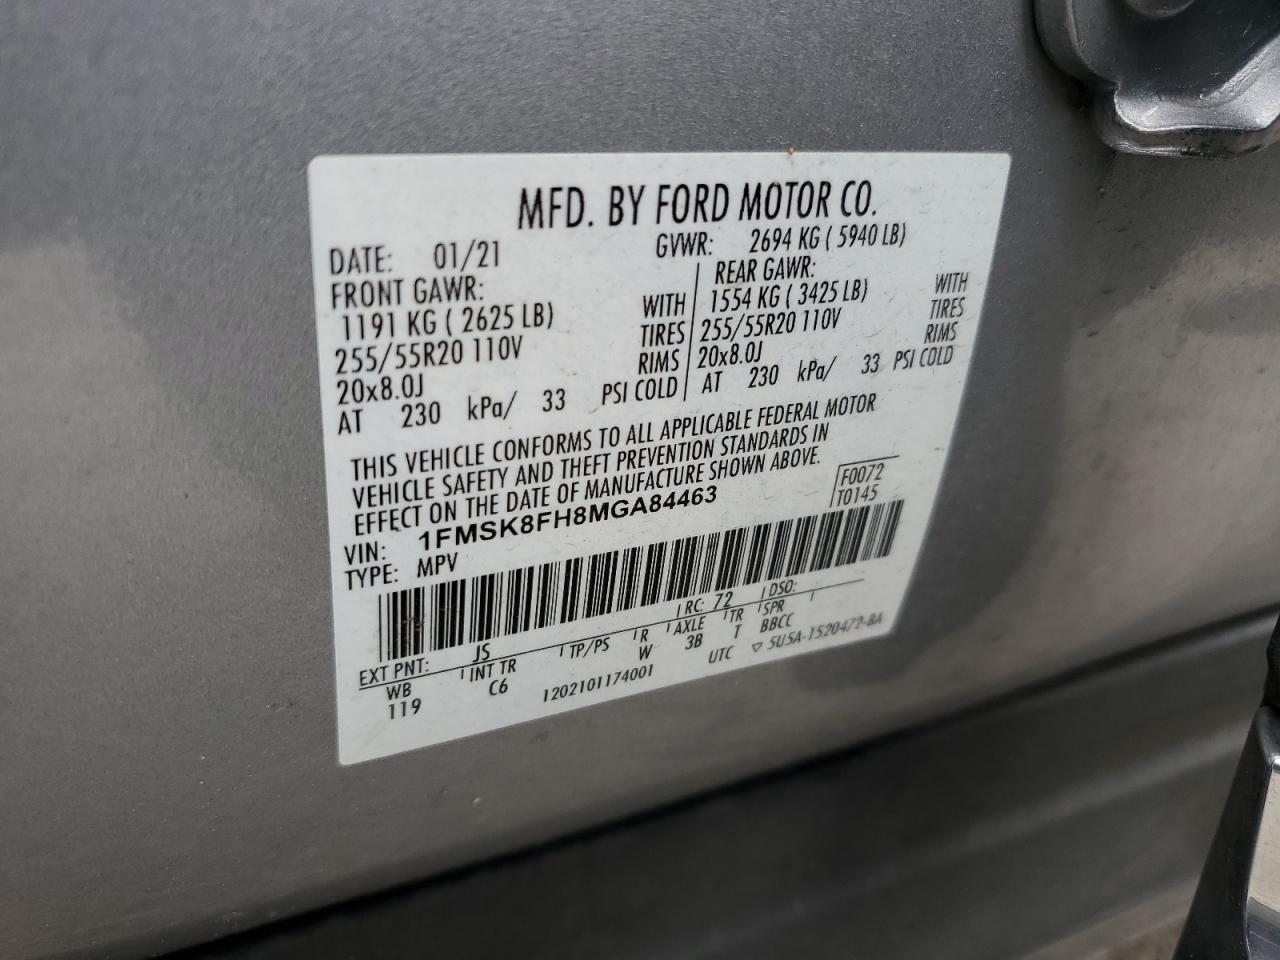 MFD. BY FORD MOTOR CO.
DATE: 01/21 GVWR: 2694 KG ( 5940 LB)
FRONT GAWR: REAR GAWR:
1191 KG ( 2625 LB) WITH 1554 KG ( 3425 LB) WITH
255/55R20 110V TIRES 255/55R20 110V TIRES
20x8.0J RIMS 20x8.0J RIMS
AT 230 kPa/ 33 PSI COLD AT 230 kPa/ 33 PSI COLD
THIS VEHICLE CONFORMS TO ALL APPLICABLE FEDERAL MOTOR
VEHICLE SAFETY AND THEFT PREVENTION STANDARDS IN
EFFECT ON THE DATE OF MANUFACTURE SHOWN ABOVE.
VIN: 1FMSK8FH8MGA84463 F0072
TYPE: MPV T0145
EXT PNT: JS RC: 72 DSO:
WB INT TR TP/PS R AXLE TR SPR
119 C6 W 3B T BBCC
1202101174001 UTC ▽ 5U5A-1520472-BA